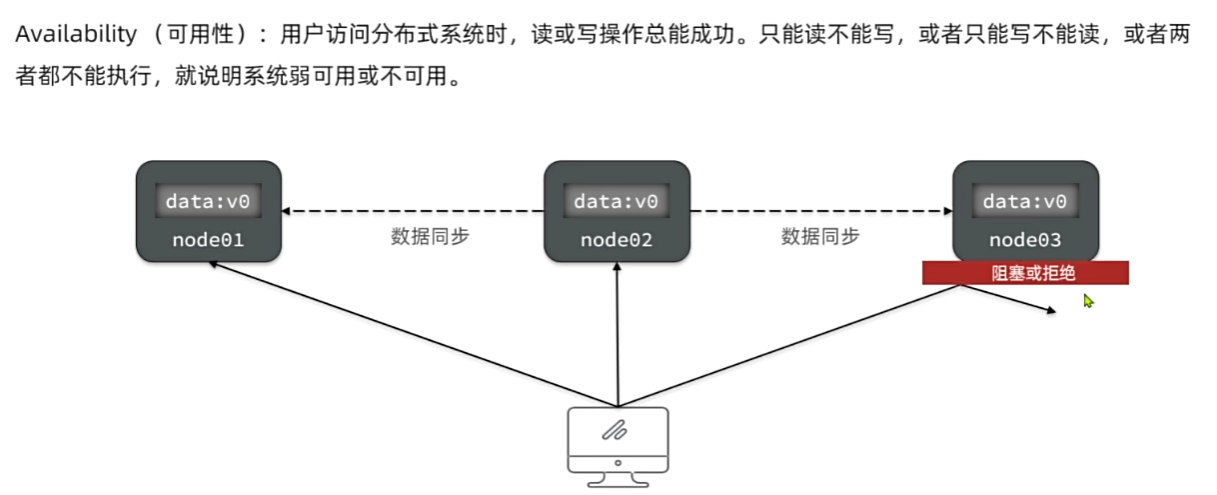 Availability （可用性）：用户访问分布式系统时，读或写操作总能成功。只能读不能写，或者只能写不能读，或者两
者都不能执行，就说明系统弱可用或不可用。
data:v0
node01
数据同步
data:v0
node02
数据同步
data:v0
node03
阻塞或拒绝